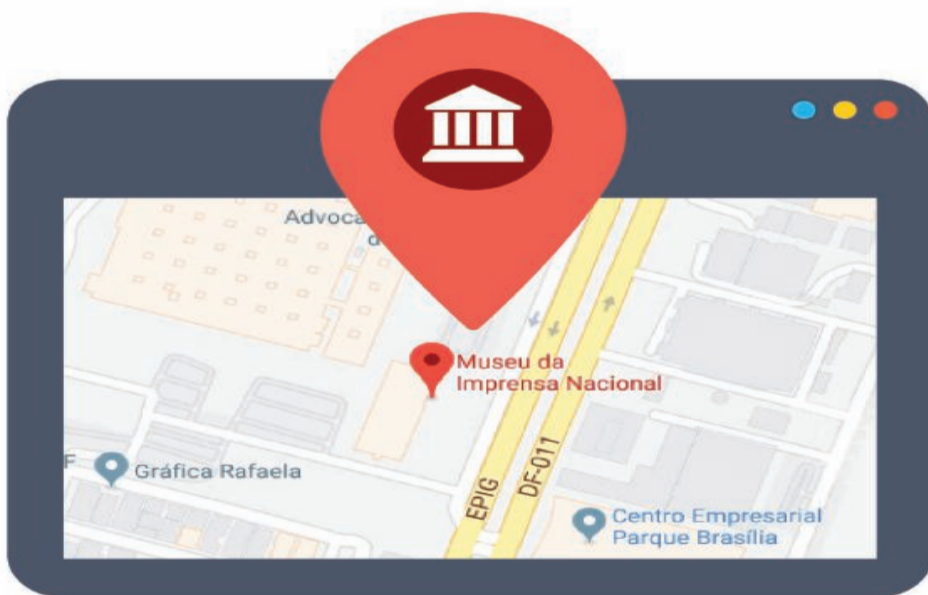 Advoca
d
Museu da
Imprensa Nacional
F
Gráfica Rafaela
EPIG
DF-011
Centro Empresarial
Parque Brasília